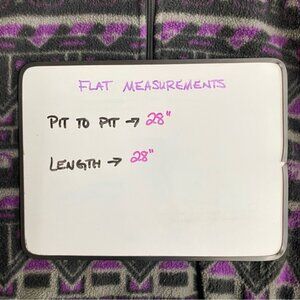 FLAT MEASUREMENTS
PIT TO PIT → 28"
LENGTH → 28"